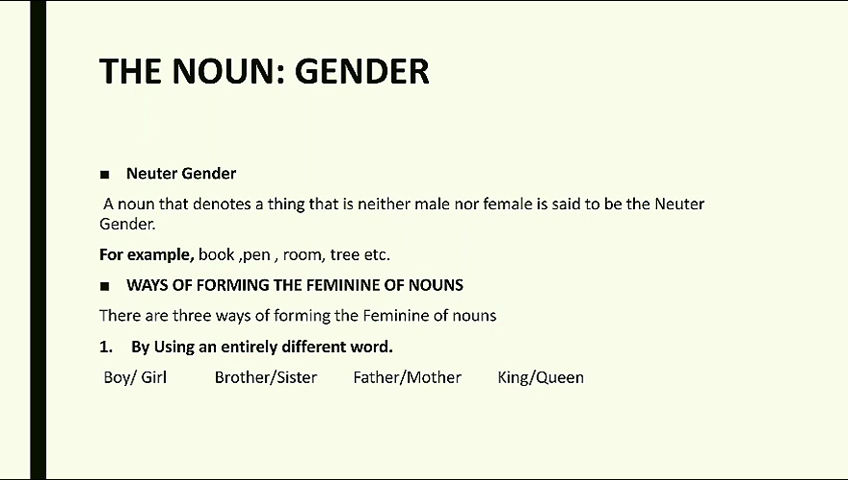 THE NOUN: GENDER
■ Neuter Gender
A noun that denotes a thing that is neither male nor female is said to be the Neuter
Gender.
For example, book ,pen , room, tree etc.
■ WAYS OF FORMING THE FEMININE OF NOUNS
There are three ways of forming the Feminine of nouns
1. By Using an entirely different word.
Boy/ Girl Brother/Sister Father/Mother King/Queen